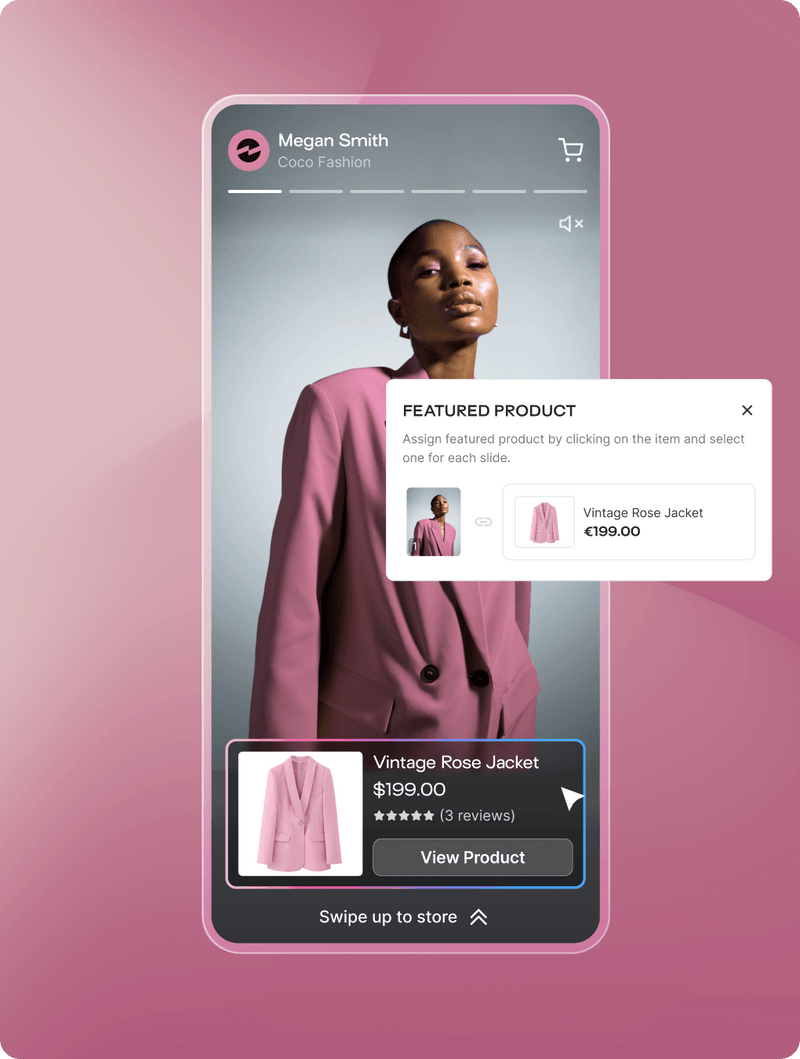 Megan Smith
Coco Fashion
FEATURED PRODUCT
Assign featured product by clicking on the item and select
one for each slide.
1
Vintage Rose Jacket
€199.00
Vintage Rose Jacket
$199.00
(3 reviews)
View Product
Swipe up to store